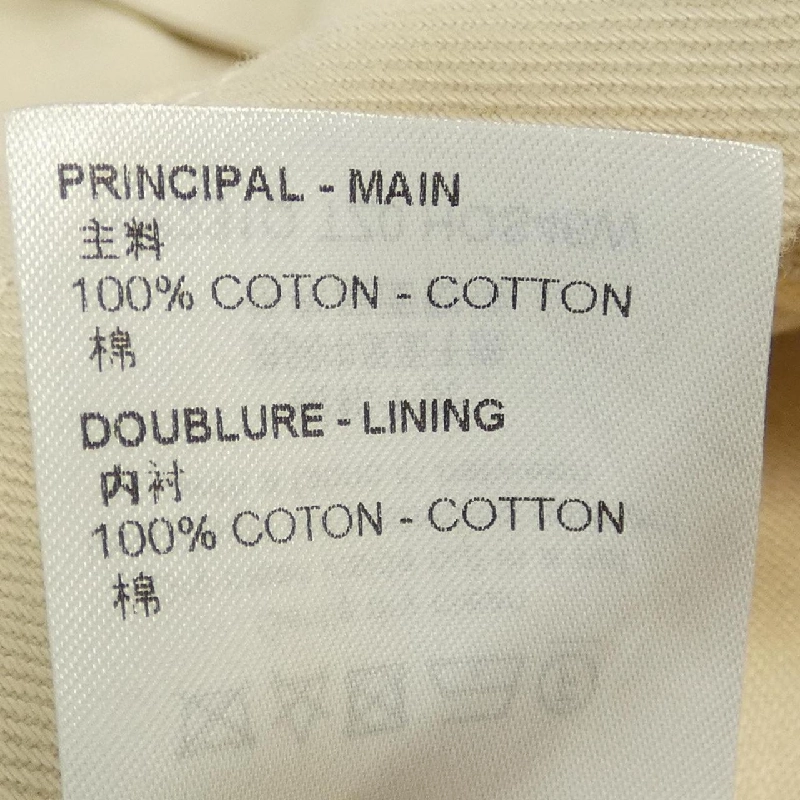 PRINCIPAL - MAIN
主料
100% COTON - COTTON
棉
DOUBLURE - LINING
内衬
100% COTON - COTTON
棉